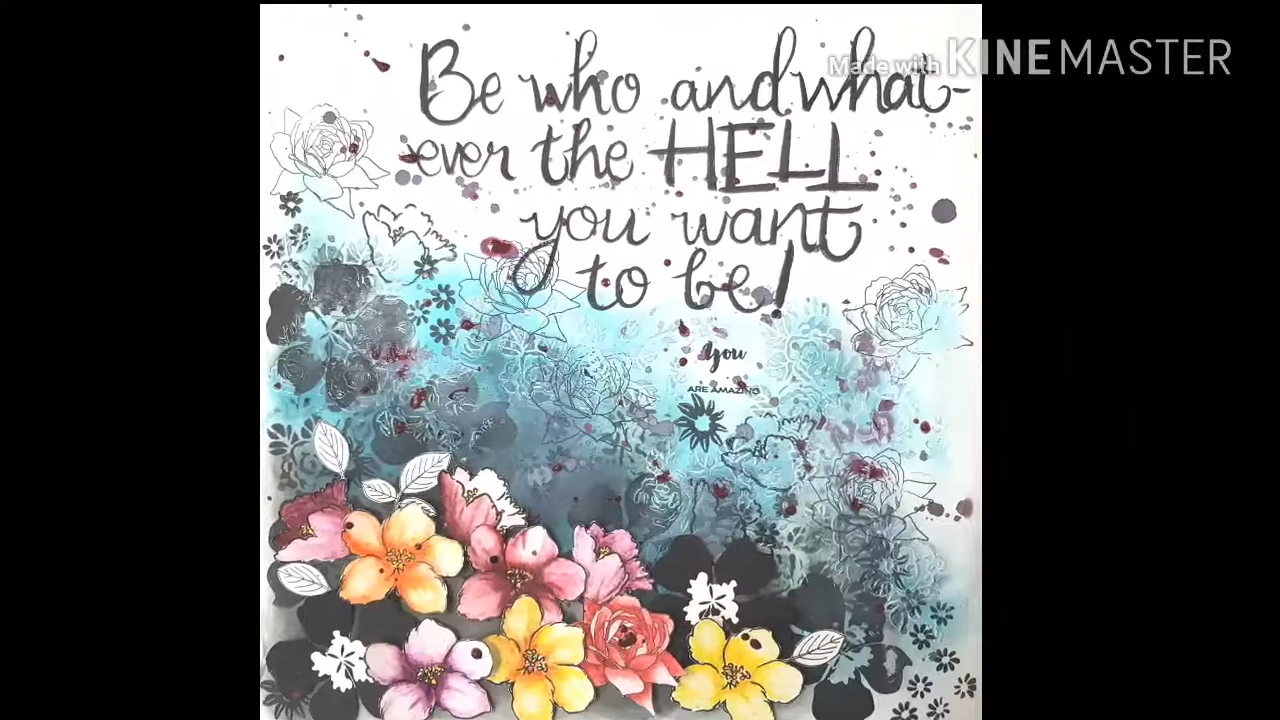 Made with KINEMASTER
Be who and what-
ever the HELL
you want
to be!
You
ARE AMAZING